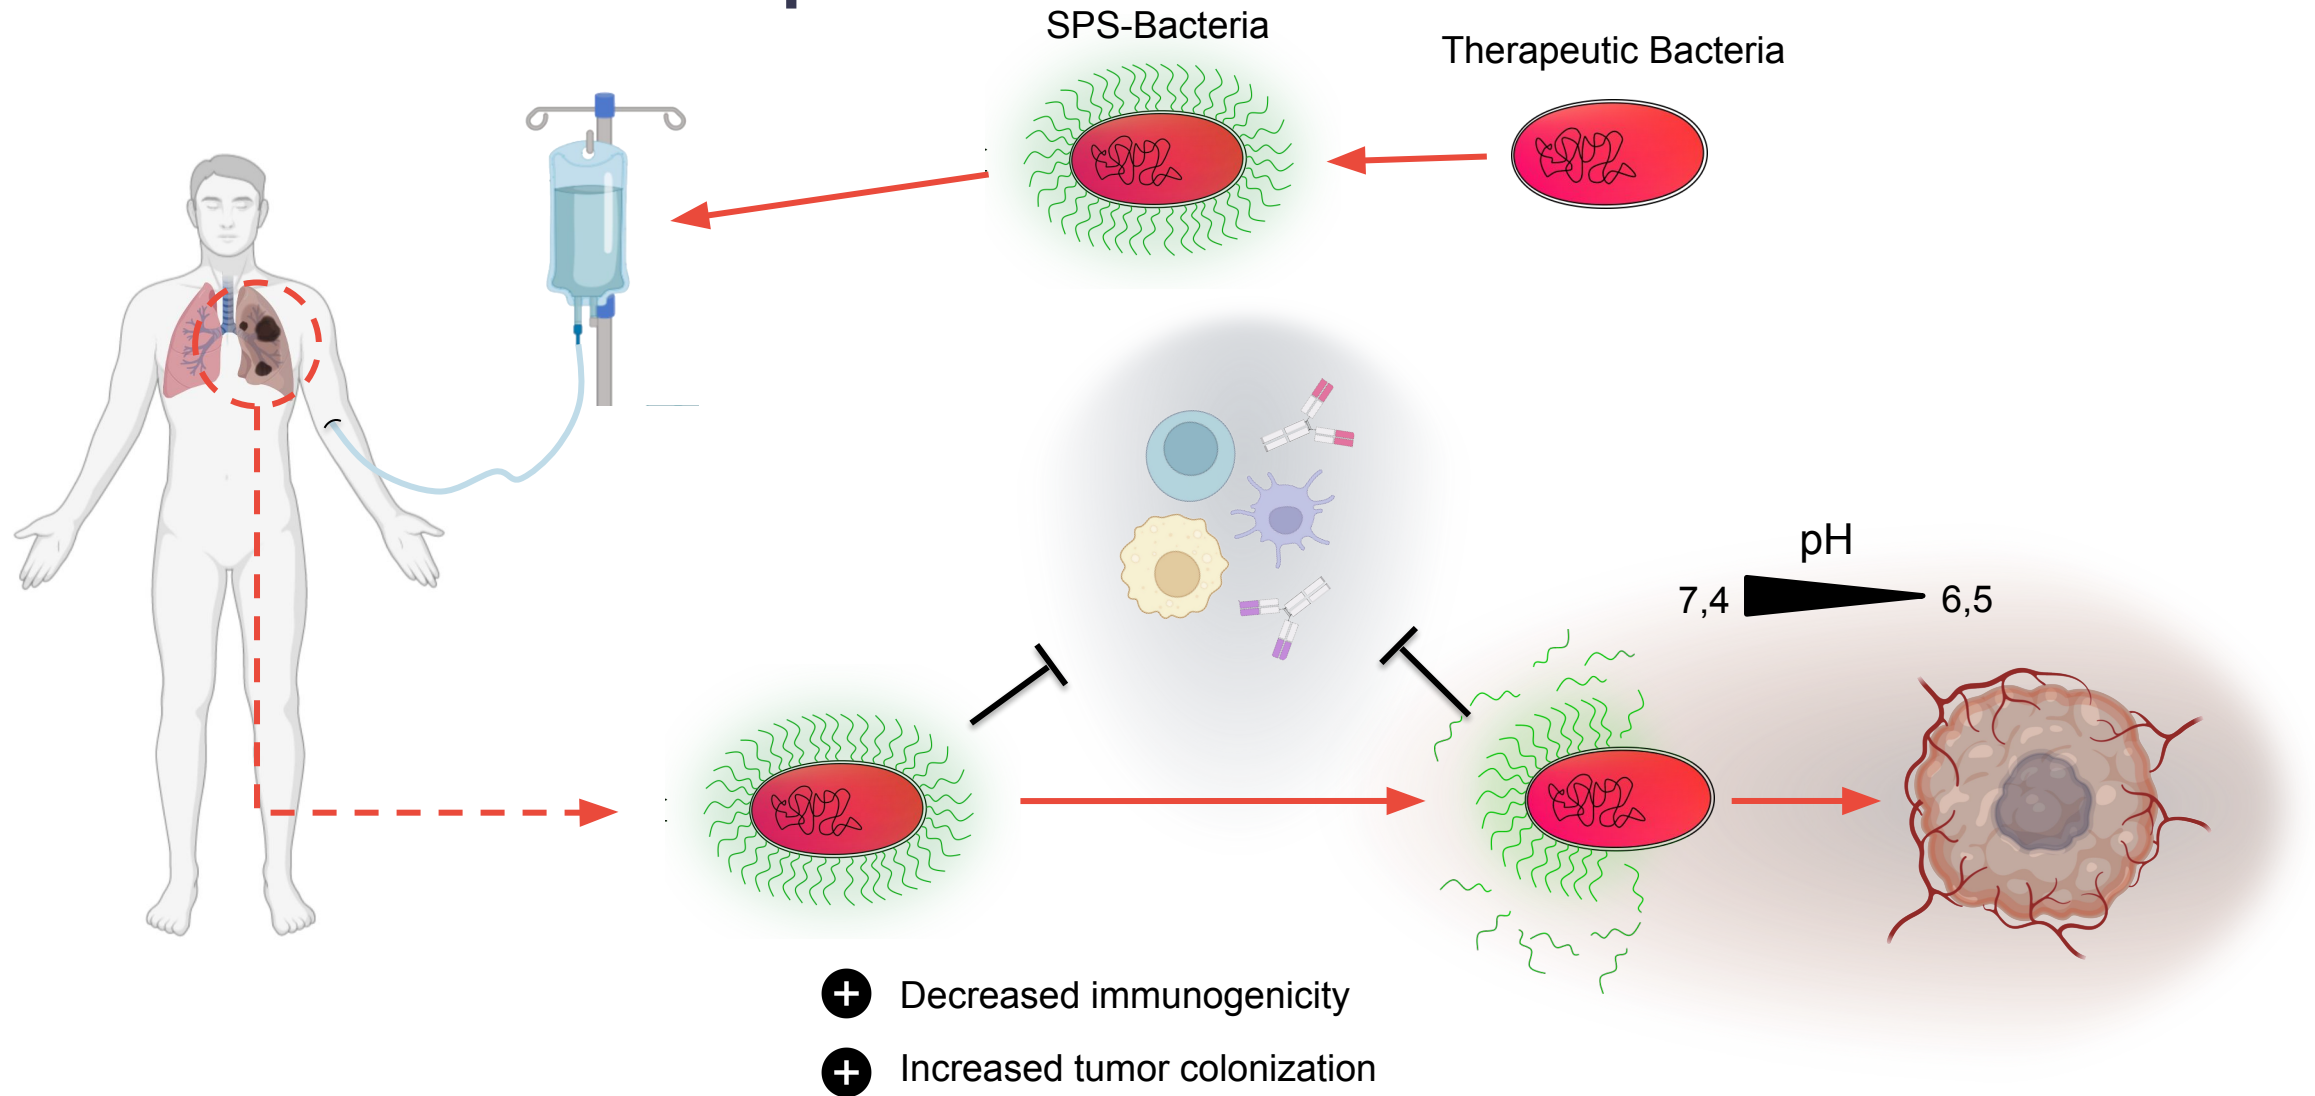 SPS-Bacteria
Therapeutic Bacteria
pH
7,4
6,5
Decreased immunogenicity
Increased tumor colonization